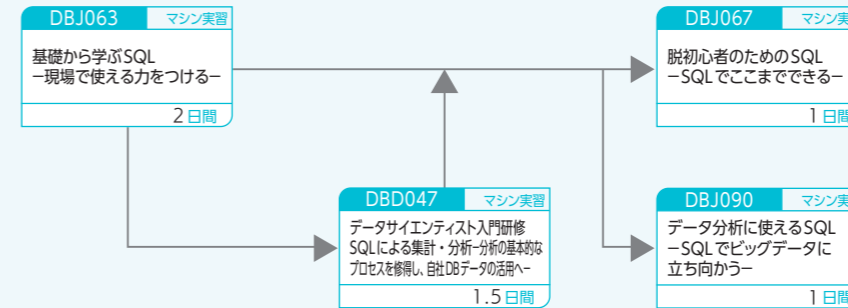 DBJ063 マシン実習
基礎から学ぶSQL
−現場で使える力をつける−
2日間
DBJ067 マシン実
脱初心者のためのSQL
−SQLでここまでできる−
1日間
DBD047 マシン実習
データサイエンティスト入門研修
SQLによる集計・分析−分析の基本的な
プロセスを修得し、自社DBデータの活用へ−
1.5日間
DBJ090 マシン実
データ分析に使えるSQL
−SQLでビッグデータに
立ち向かう−
1日間